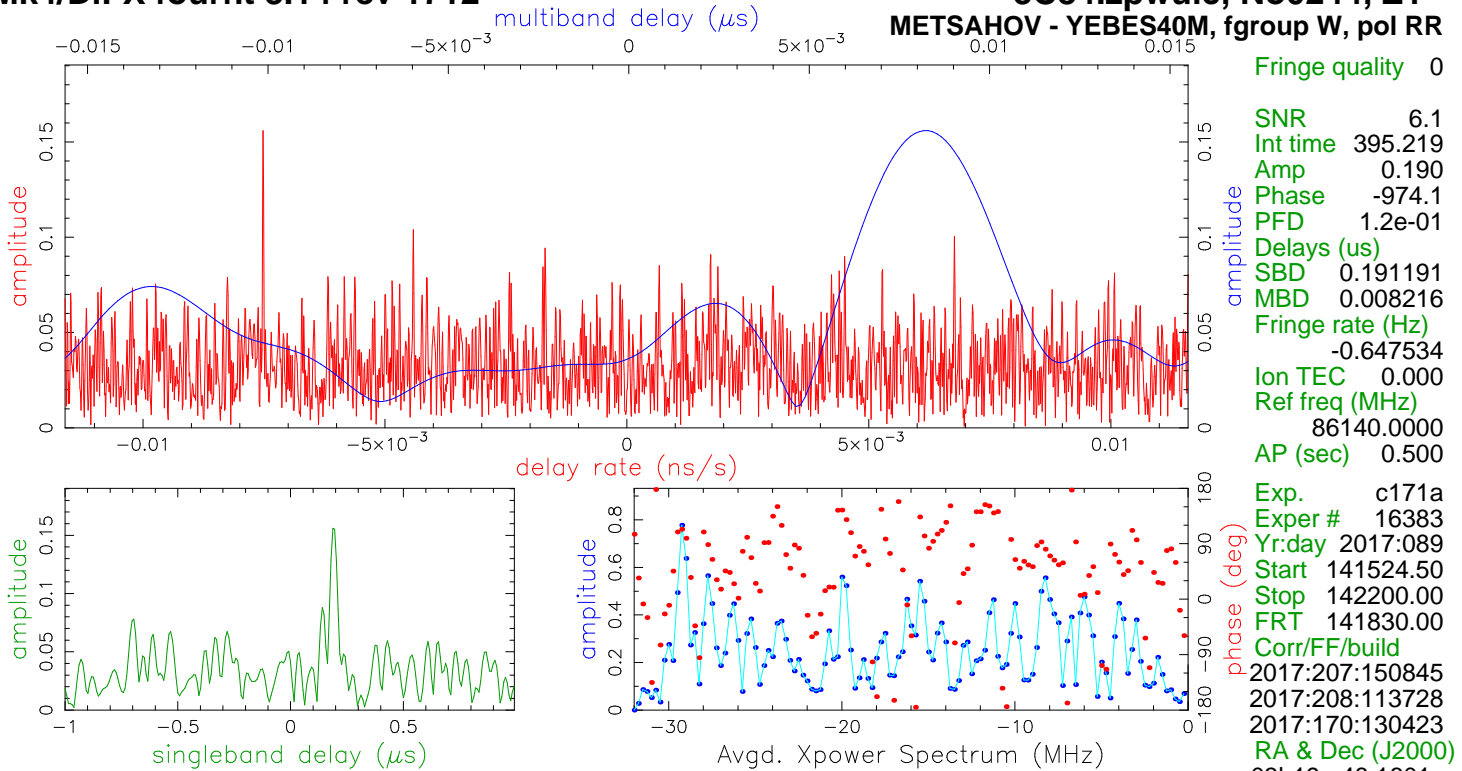 multiband delay (μs)
METSAHOV - YEBES40M, fgroup W, pol RR
−0.015 −0.01 −5×10⁻³ 0 5×10⁻³ 0.01 0.015
amplitude
0 0.05 0.1 0.15
0 0.05 0.1 0.15
amplitude
−0.01 −5×10⁻³ 0 5×10⁻³ 0.01
delay rate (ns/s)
Fringe quality 0
SNR 6.1
Int time 395.219
Amp 0.190
Phase -974.1
PFD 1.2e-01
Delays (us)
SBD 0.191191
MBD 0.008216
Fringe rate (Hz)
-0.647534
Ion TEC 0.000
Ref freq (MHz)
86140.0000
AP (sec) 0.500
Exp. c171a
Exper # 16383
Yr:day 2017:089
Start 141524.50
Stop 142200.00
FRT 141830.00
Corr/FF/build
2017:207:150845
2017:208:113728
2017:170:130423
RA & Dec (J2000)
amplitude
0 0.05 0.1 0.15
−1 −0.5 0 0.5
singleband delay (μs)
amplitude
0 0.2 0.4 0.6 0.8
−180 −90 0 90 180
phase (deg)
−30 −20 −10 0
Avgd. Xpower Spectrum (MHz)